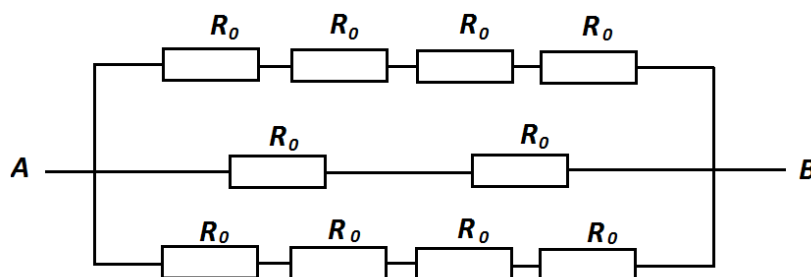 R₀ R₀ R₀ R₀
R₀ R₀
A B
R₀ R₀ R₀ R₀